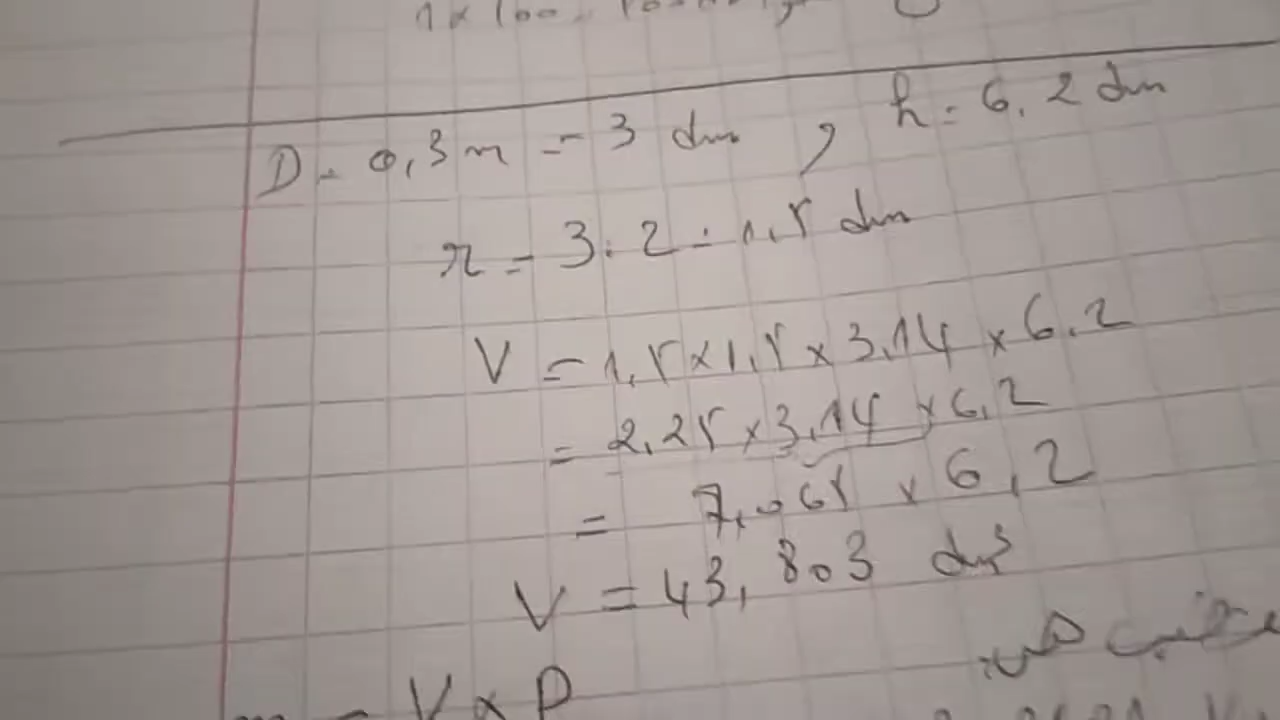 D = 0,3 m = 3 dm , h = 6,2 dm
r = 3 : 2 = 1,5 dm
V = 1,5 x 1,5 x 3,14 x 6,2
= 2,25 x 3,14 x 6,2
= 7,065 x 6,2
V = 43,803 dm³
V x P